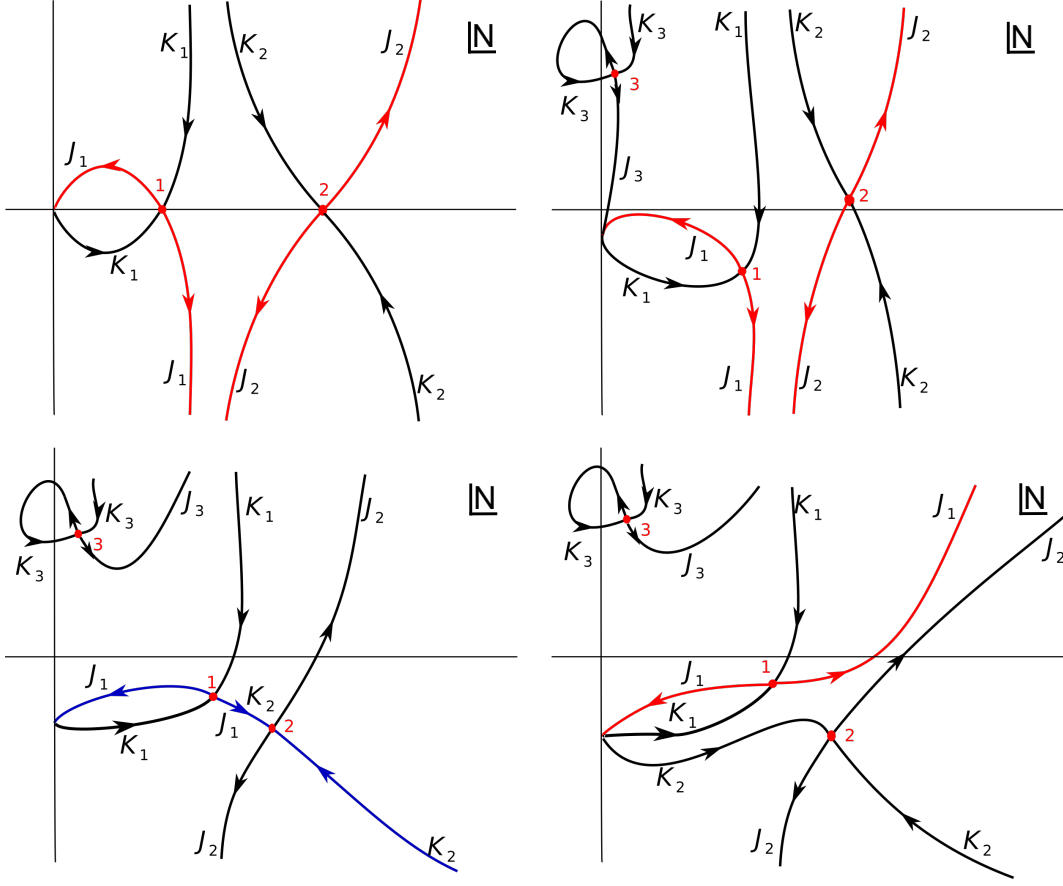 K₁ K₂ J₂ N
J₁ 1 2
K₁
J₁ J₂ K₂
K₃ K₁ K₂ J₂ N
3
K₃
J₃ 2
J₁ 1
K₁
J₁ J₂ K₂
K₃ J₃ K₁ J₂ N
3
K₃
J₁ 1 K₂
K₁ J₁ 2
J₂ K₂
K₃ K₁ J₁ N
3 J₂
K₃ J₃
J₁ 1
K₁ 2
K₂
J₂ K₂